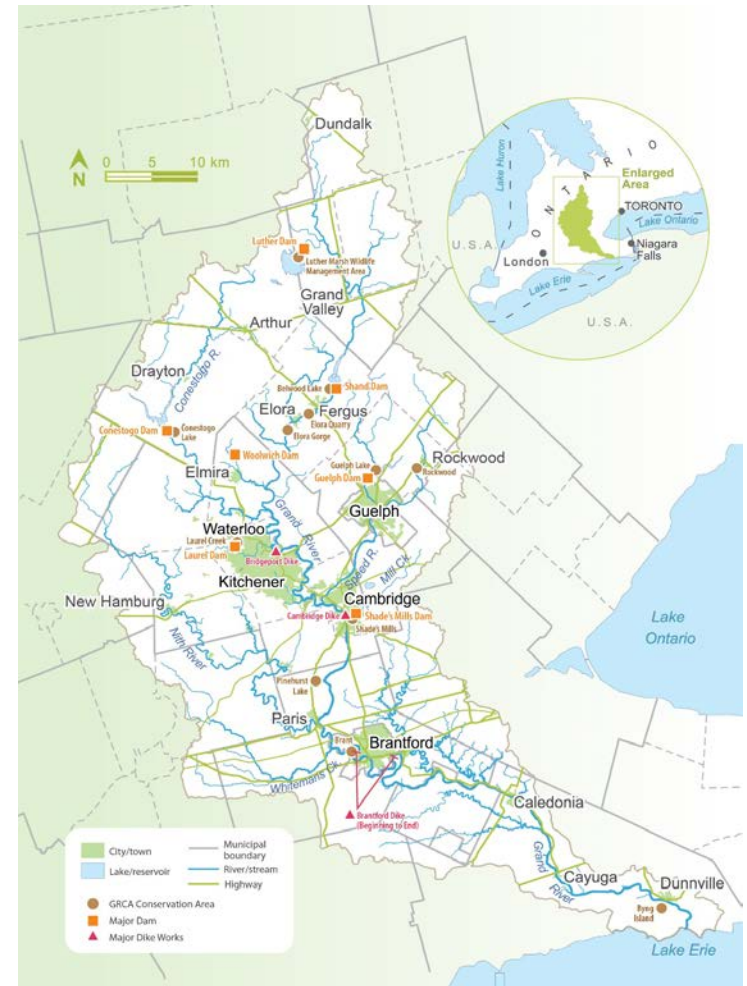 Dundalk
0 5 10 km
N
Luther Dam
Luther Marsh Wildlife
Management Area
Grand
Valley
Arthur
Drayton
Conestogo R.
Belwood Lake
Shand Dam
Elora
Fergus
Elora Quarry
Elora Gorge
Conestogo Dam
Conestogo
Lake
Woolwich Dam
Elmira
Guelph Lake
Guelph Dam
Rockwood
Rockwood
Guelph
Grand River
Waterloo
Laurel Creek
Laurel Dam
Bridgeport Dike
Kitchener
Speed R.
Mill Ck.
Cambridge
Cambridge Dike
Shade's Mills Dam
Shade's Mills
New Hamburg
Nith River
Pinehurst
Lake
Paris
Brant
Brantford
Whitemans Ck.
Brantford Dike
(Beginning to End)
Caledonia
Grand
River
Cayuga
Dunnville
Byng
Island
Lake Erie
Lake
Ontario
Lake Huron
ONTARIO
Enlarged
Area
TORONTO
Lake Ontario
U.S.A.
London
Niagara
Falls
Lake Erie
U.S.A.
City/town
Lake/reservoir
Municipal
boundary
River/stream
Highway
GRCA Conservation Area
Major Dam
Major Dike Works